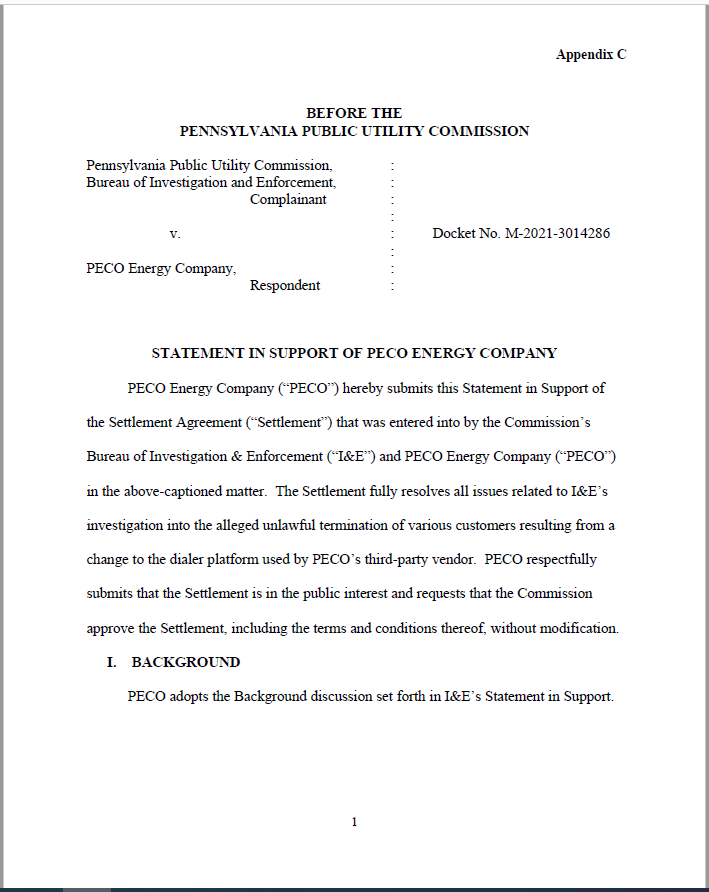 Appendix C
BEFORE THE
PENNSYLVANIA PUBLIC UTILITY COMMISSION
Pennsylvania Public Utility Commission, :
Bureau of Investigation and Enforcement, :
Complainant :
:
v. : Docket No. M-2021-3014286
:
PECO Energy Company, :
Respondent :
STATEMENT IN SUPPORT OF PECO ENERGY COMPANY
PECO Energy Company (“PECO”) hereby submits this Statement in Support of
the Settlement Agreement (“Settlement”) that was entered into by the Commission’s
Bureau of Investigation & Enforcement (“I&E”) and PECO Energy Company (“PECO”)
in the above-captioned matter. The Settlement fully resolves all issues related to I&E’s
investigation into the alleged unlawful termination of various customers resulting from a
change to the dialer platform used by PECO’s third-party vendor. PECO respectfully
submits that the Settlement is in the public interest and requests that the Commission
approve the Settlement, including the terms and conditions thereof, without modification.
I. BACKGROUND
PECO adopts the Background discussion set forth in I&E’s Statement in Support.
1